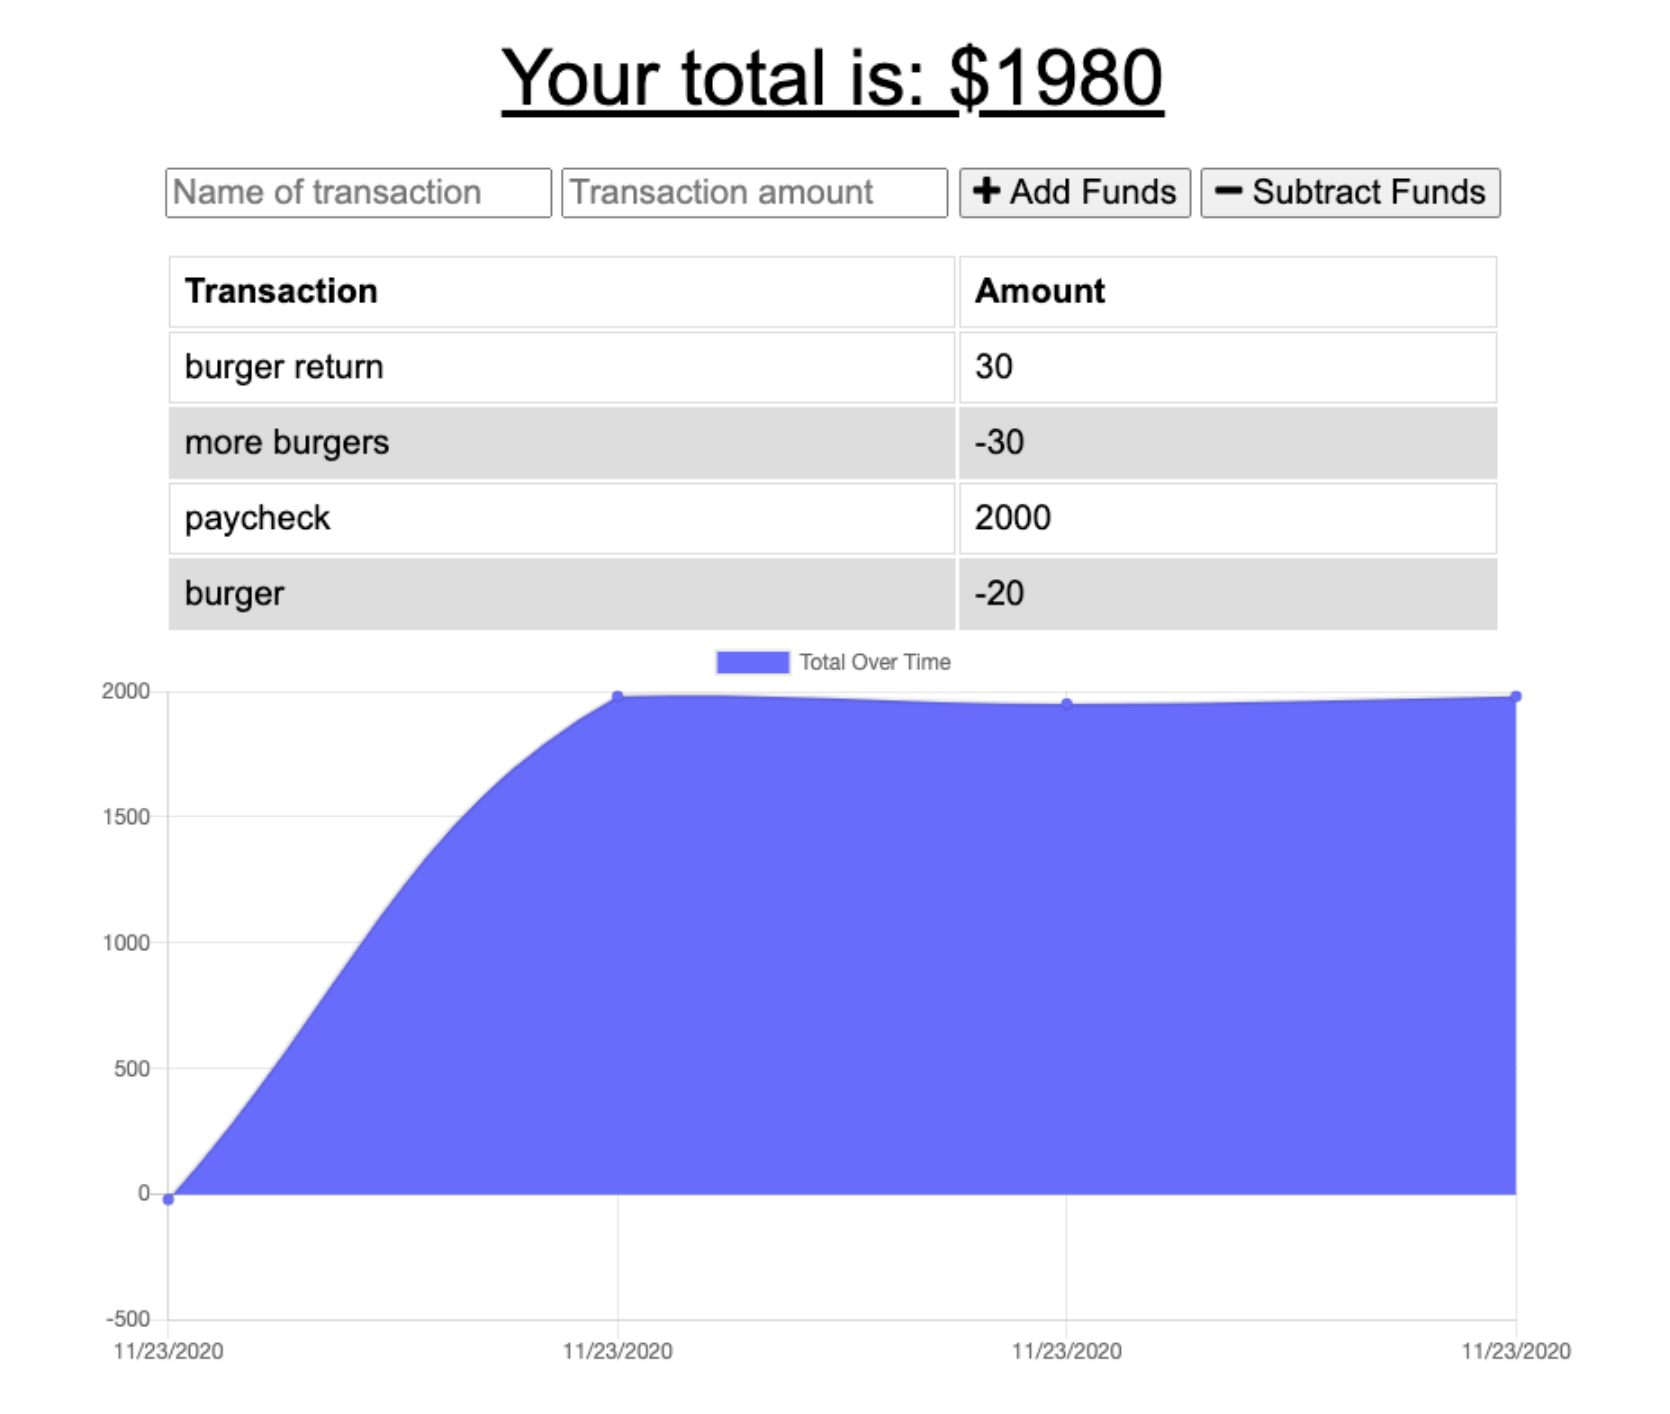 Your total is: $1980
Name of transaction Transaction amount + Add Funds − Subtract Funds
Transaction Amount
burger return 30
more burgers -30
paycheck 2000
burger -20
Total Over Time
2000
1500
1000
500
0
-500
11/23/2020 11/23/2020 11/23/2020 11/23/2020